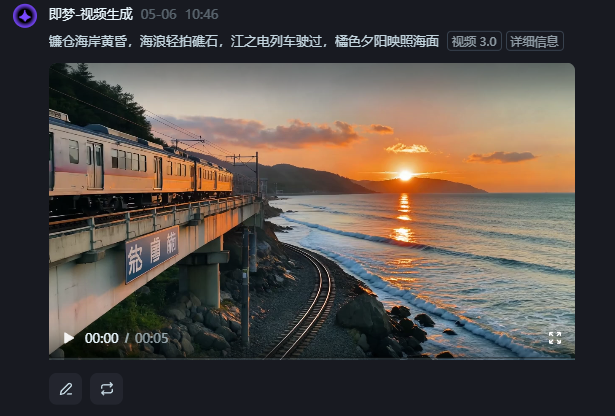 即梦-视频生成 05-06 10:46
镰仓海岸黄昏，海浪轻拍礁石，江之电列车驶过，橘色夕阳映照海面 视频 3.0 详细信息
00:00 / 00:05